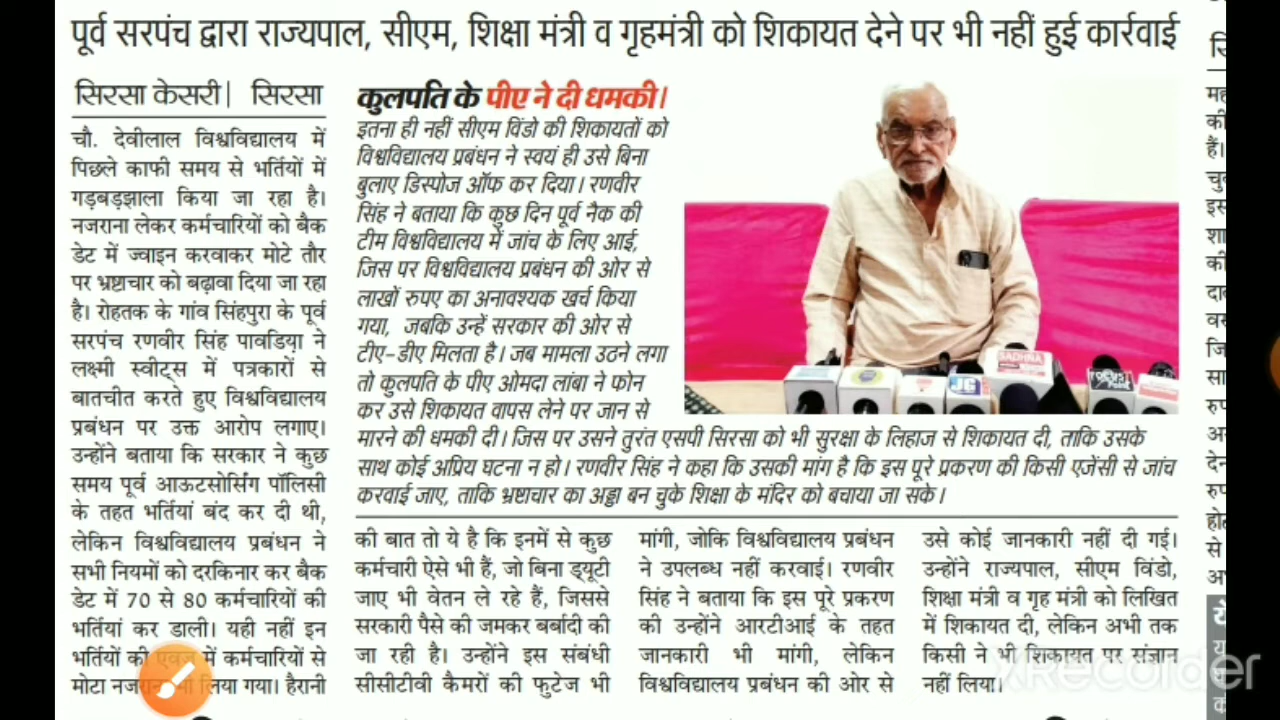 पूर्व सरपंच द्वारा राज्यपाल, सीएम, शिक्षा मंत्री व गृहमंत्री को शिकायत देने पर भी नहीं हुई कार्रवाई
सिरसा केसरी| सिरसा
चौ. देवीलाल विश्वविद्यालय में
पिछले काफी समय से भर्तियों में
गड़बड़झाला किया जा रहा है।
नजराना लेकर कर्मचारियों को बैक
डेट में ज्वाइन करवाकर मोटे तौर
पर भ्रष्टाचार को बढ़ावा दिया जा रहा
है। रोहतक के गांव सिंहपुरा के पूर्व
सरपंच रणवीर सिंह पावडिय़ा ने
लक्ष्मी स्वीट्स में पत्रकारों से
बातचीत करते हुए विश्वविद्यालय
प्रबंधन पर उक्त आरोप लगाए।
उन्होंने बताया कि सरकार ने कुछ
समय पूर्व आऊटसोर्सिंग पॉलिसी
के तहत भर्तियां बंद कर दी थी,
लेकिन विश्वविद्यालय प्रबंधन ने
सभी नियमों को दरकिनार कर बैक
डेट में 70 से 80 कर्मचारियों की
भर्तियां कर डाली। यही नहीं इन
भर्तियों की एवज में कर्मचारियों से
मोटा नजराना भी लिया गया। हैरानी
कुलपति के पीए ने दी धमकी।
इतना ही नहीं सीएम विंडो की शिकायतों को
विश्वविद्यालय प्रबंधन ने स्वयं ही उसे बिना
बुलाए डिस्पोज ऑफ कर दिया। रणवीर
सिंह ने बताया कि कुछ दिन पूर्व नैक की
टीम विश्वविद्यालय में जांच के लिए आई,
जिस पर विश्वविद्यालय प्रबंधन की ओर से
लाखों रुपए का अनावश्यक खर्च किया
गया, जबकि उन्हें सरकार की ओर से
टीए-डीए मिलता है। जब मामला उठने लगा
तो कुलपति के पीए ओमदा लांबा ने फोन
कर उसे शिकायत वापस लेने पर जान से
मारने की धमकी दी। जिस पर उसने तुरंत एसपी सिरसा को भी सुरक्षा के लिहाज से शिकायत दी, ताकि उसके
साथ कोई अप्रिय घटना न हो। रणवीर सिंह ने कहा कि उसकी मांग है कि इस पूरे प्रकरण की किसी एजेंसी से जांच
करवाई जाए, ताकि भ्रष्टाचार का अड्डा बन चुके शिक्षा के मंदिर को बचाया जा सके।
SADHNA
JG
की बात तो ये है कि इनमें से कुछ
कर्मचारी ऐसे भी हैं, जो बिना ड्यूटी
जाए भी वेतन ले रहे हैं, जिससे
सरकारी पैसे की जमकर बर्बादी की
जा रही है। उन्होंने इस संबंधी
सीसीटीवी कैमरों की फुटेज भी
मांगी, जोकि विश्वविद्यालय प्रबंधन
ने उपलब्ध नहीं करवाई। रणवीर
सिंह ने बताया कि इस पूरे प्रकरण
की उन्होंने आरटीआई के तहत
जानकारी भी मांगी, लेकिन
विश्वविद्यालय प्रबंधन की ओर से
उसे कोई जानकारी नहीं दी गई।
उन्होंने राज्यपाल, सीएम विंडो,
शिक्षा मंत्री व गृह मंत्री को लिखित
में शिकायत दी, लेकिन अभी तक
किसी ने भी शिकायत पर संज्ञान
नहीं लिया।
XRecorder